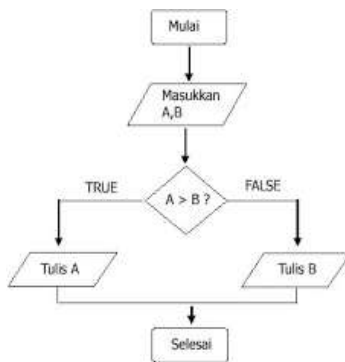 Mulai
Masukkan
A,B
TRUE
A > B ?
FALSE
Tulis A
Tulis B
Selesai